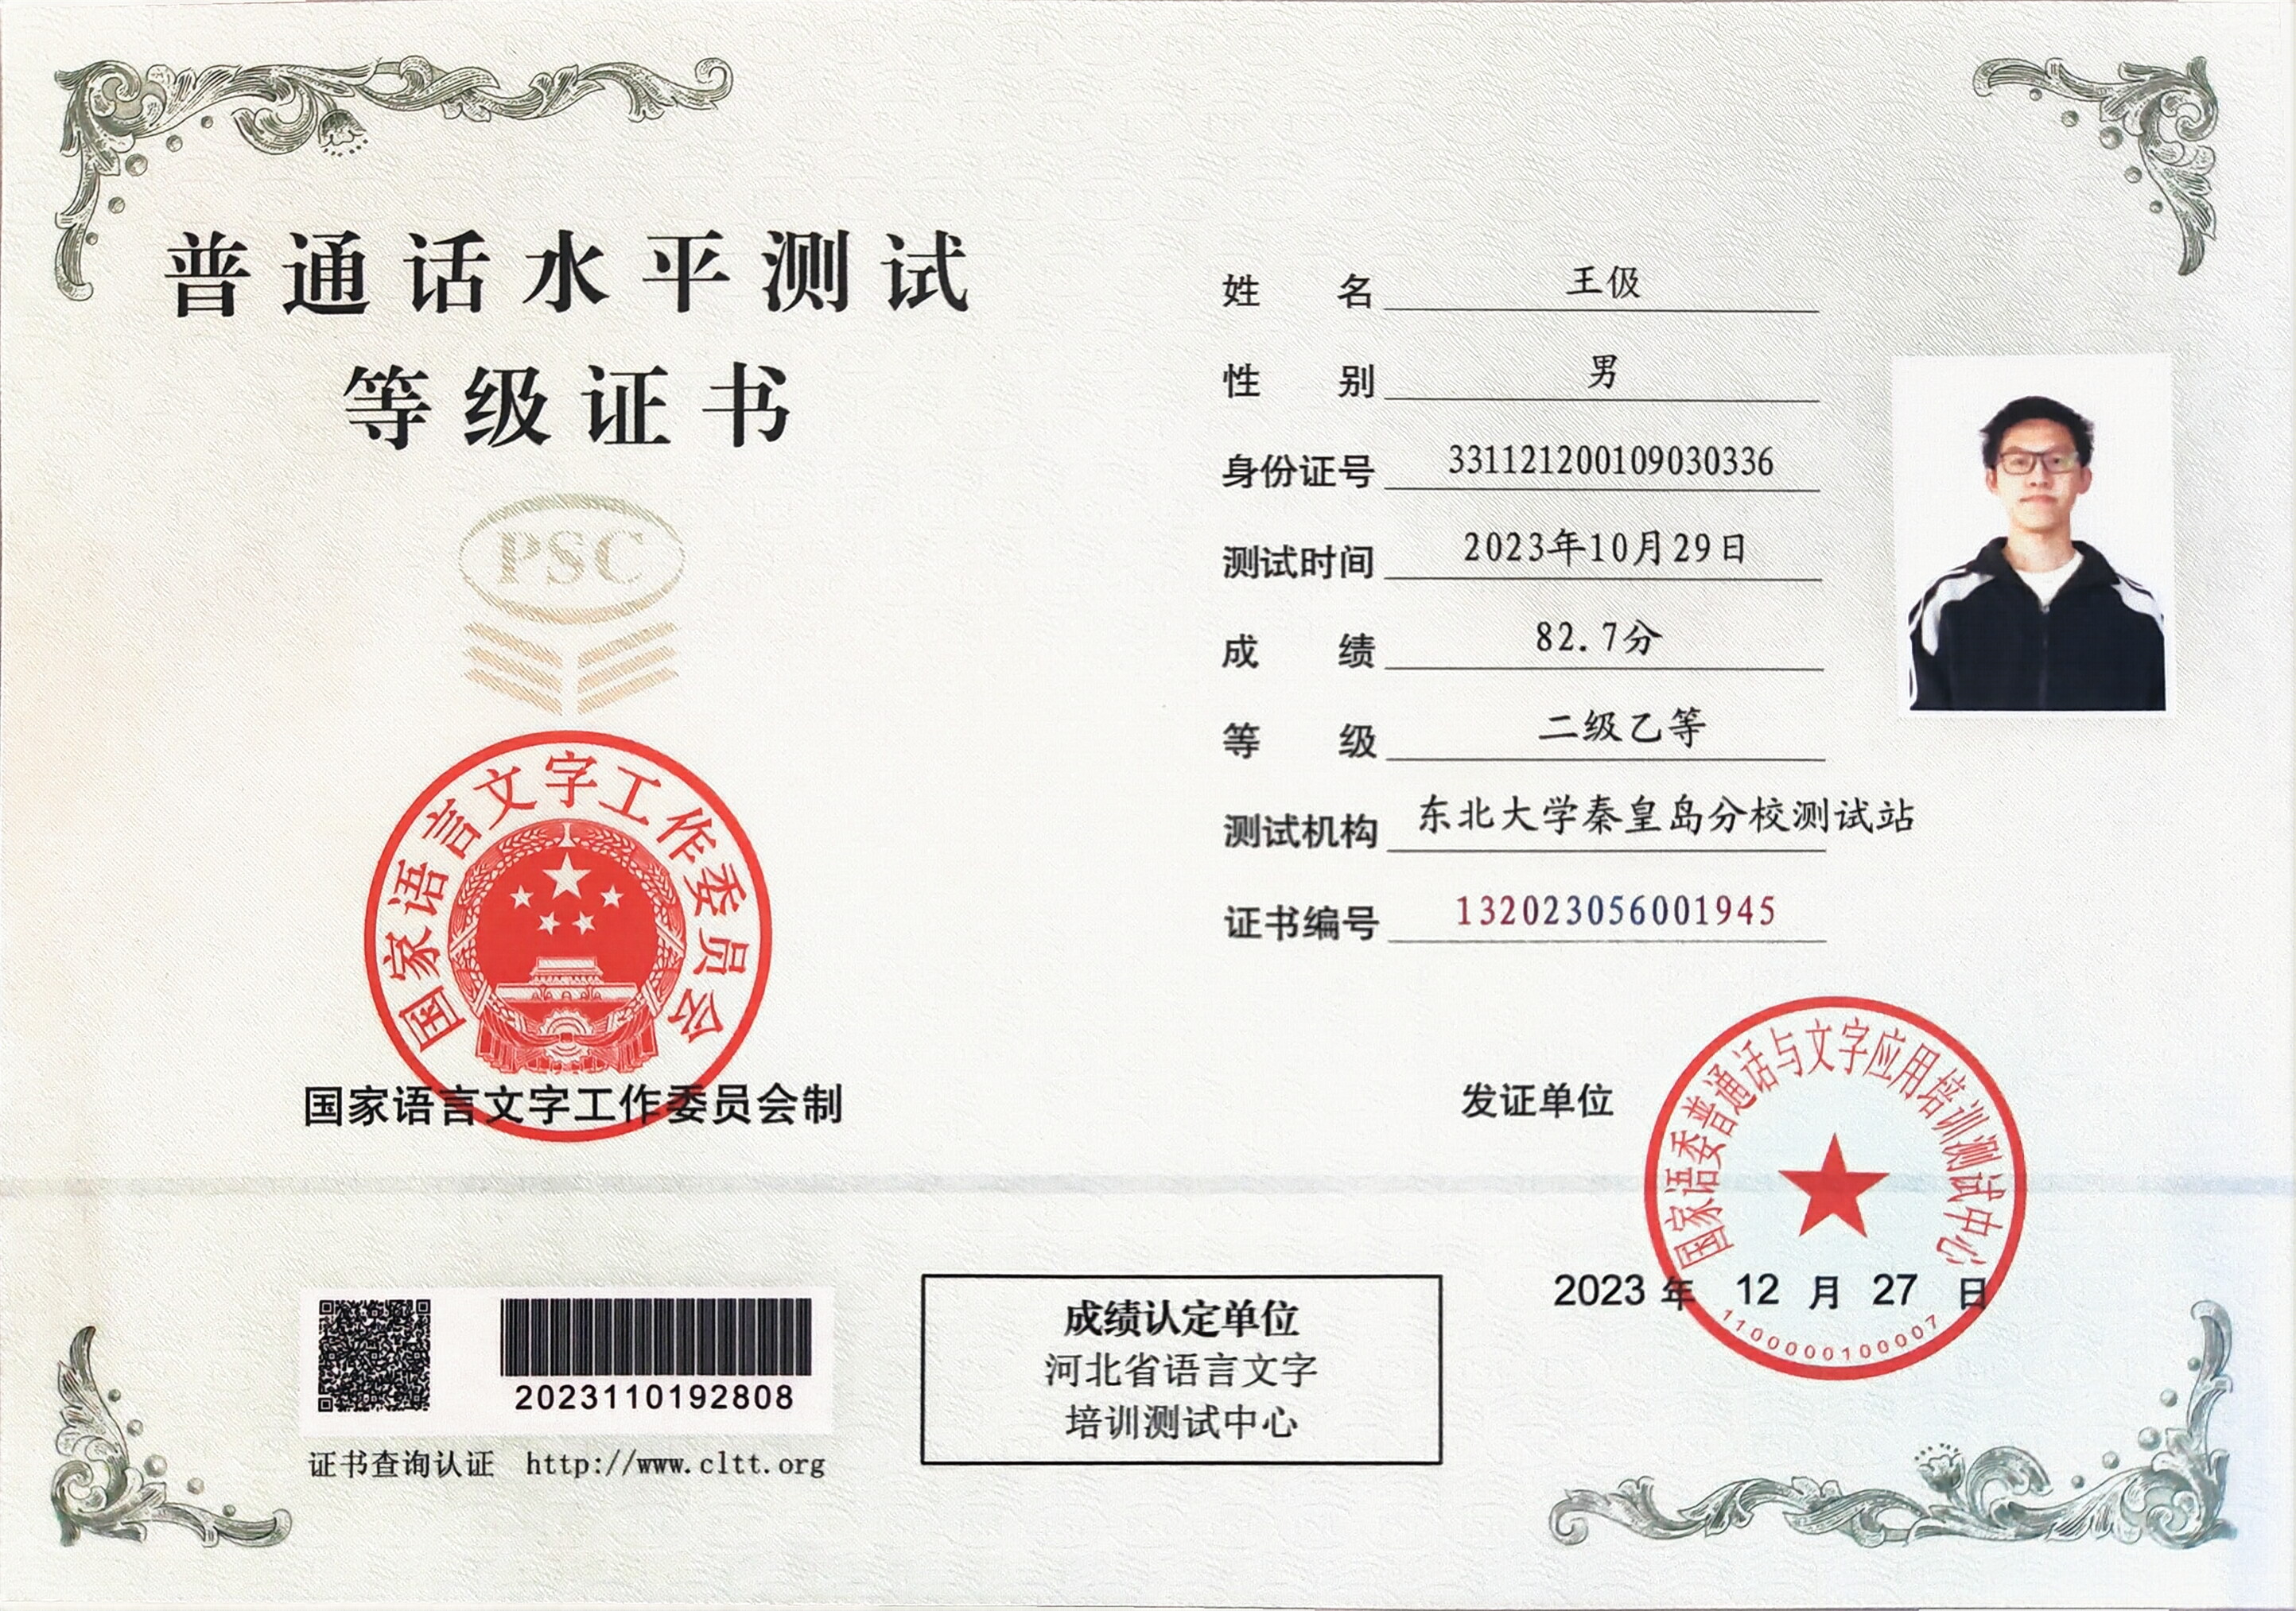 普通话水平测试
等级证书
PSC
国家语言文字工作委员会
国家语言文字工作委员会制
2023110192808
证书查询认证 http://www.cltt.org
成绩认定单位
河北省语言文字
培训测试中心
姓 名 王伋
性 别 男
身份证号 331121200109030336
测试时间 2023年10月29日
成 绩 82.7分
等 级 二级乙等
测试机构 东北大学秦皇岛分校测试站
证书编号 132023056001945
发证单位
国家语委普通话与文字应用培训测试中心
2023 年 12 月 27 日
1100000100007